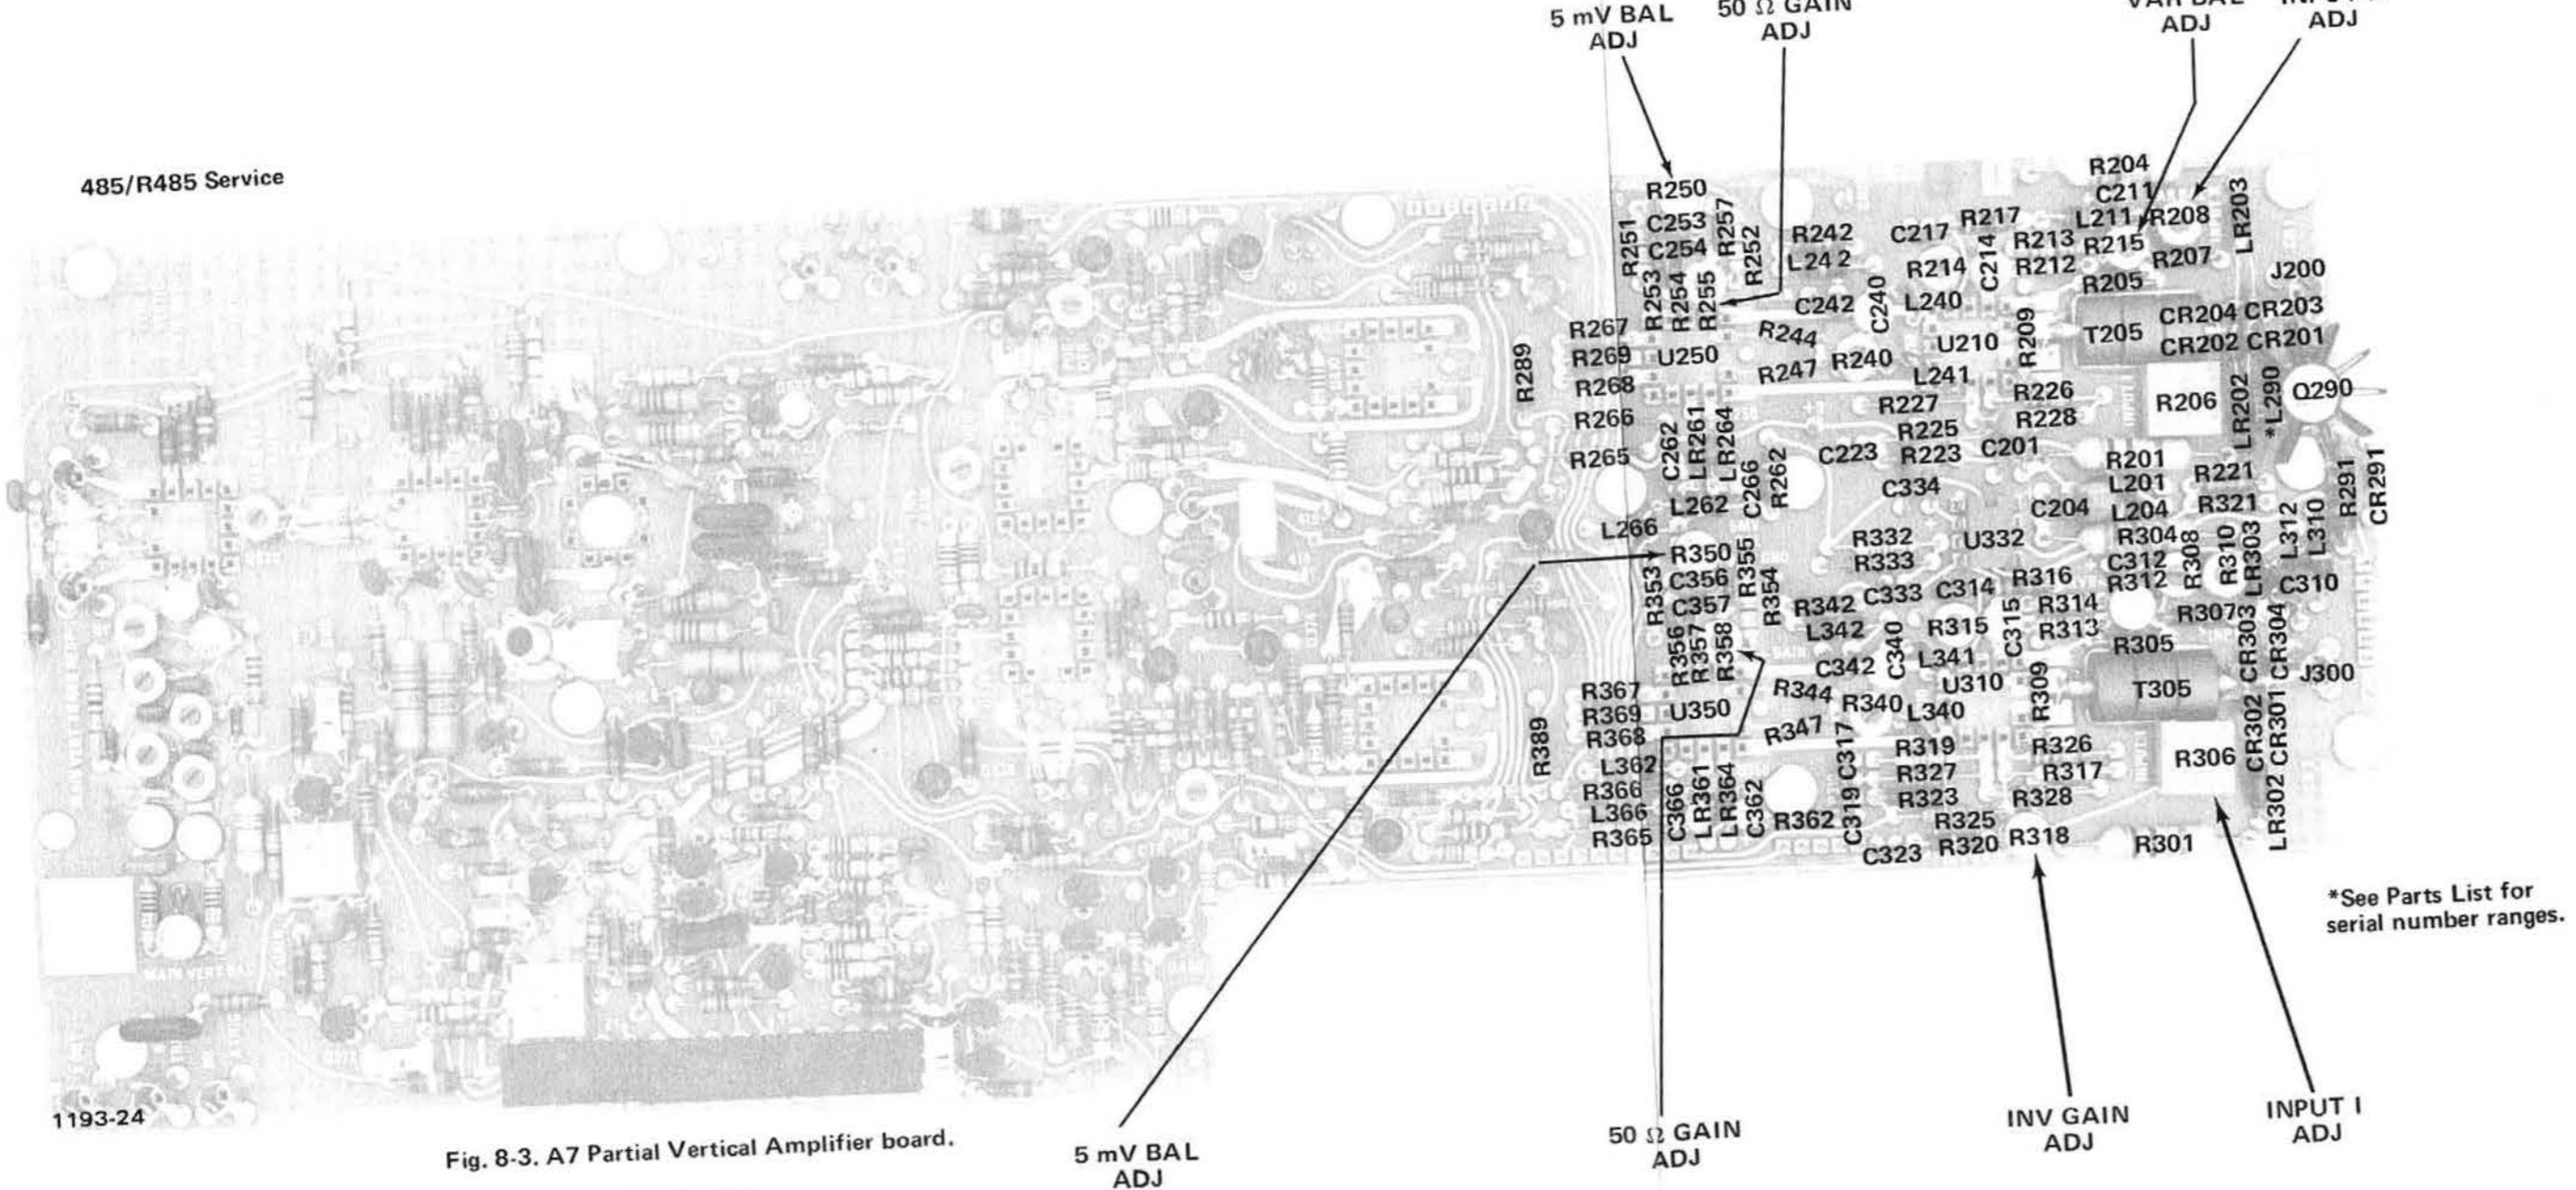 5 mV BAL
ADJ
50 Ω GAIN
ADJ
VAR BAL
ADJ
INPUT
ADJ
485/R485 Service
R204
R250
C211
R251
C253
R257
R242
C217
R217
L211
R208
LR203
C254
R252
L242
R214
C214
R213
R212
R215
R207
J200
R253
R254
R255
C242
C240
L240
R205
CR204
CR203
R267
R244
U210
R209
T205
CR202
CR201
R289
R269
U250
R247
R240
L241
R268
R226
R206
LR202
*L290
Q290
R266
R227
R228
C262
LR261
LR264
R225
R265
C223
R223
C201
R201
R221
C266
R262
C334
L201
R291
CR291
L262
C204
L204
R321
L266
R332
U332
R304
R308
R310
LR303
L312
L310
R350
R355
R333
C312
R353
C356
R354
R316
R312
C310
C357
R342
C333
C314
R314
R307
CR303
CR304
R356
R357
R358
L342
C340
R315
C315
R313
R305
C342
L341
J300
R367
R344
U310
R309
T305
R369
U350
R340
L340
CR302
CR301
R389
R368
R347
C317
R319
R326
R306
L362
R327
R317
R366
C366
LR361
LR364
C362
C319
R323
R328
LR302
L366
R362
R325
R365
C323
R320
R318
R301
*See Parts List for
serial number ranges.
MAIN VERT BAL
GAIN
1193-24
Fig. 8-3. A7 Partial Vertical Amplifier board.
5 mV BAL
ADJ
50 Ω GAIN
ADJ
INV GAIN
ADJ
INPUT I
ADJ